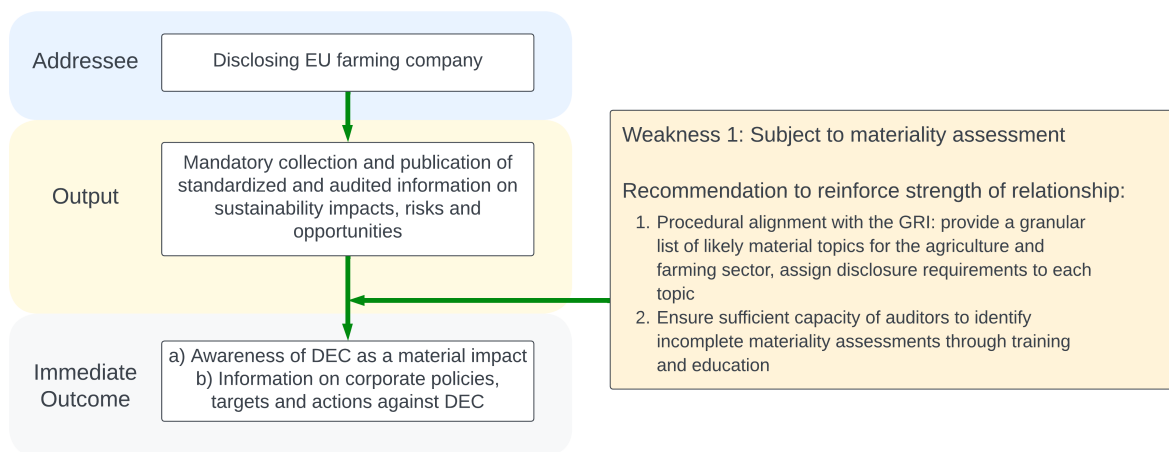 Addressee
Disclosing EU farming company
Output
Mandatory collection and publication of
standardized and audited information on
sustainability impacts, risks and
opportunities
Immediate
Outcome
a) Awareness of DEC as a material impact
b) Information on corporate policies,
targets and actions against DEC
Weakness 1: Subject to materiality assessment
Recommendation to reinforce strength of relationship:
1. Procedural alignment with the GRI: provide a granular
list of likely material topics for the agriculture and
farming sector, assign disclosure requirements to each
topic
2. Ensure sufficient capacity of auditors to identify
incomplete materiality assessments through training
and education